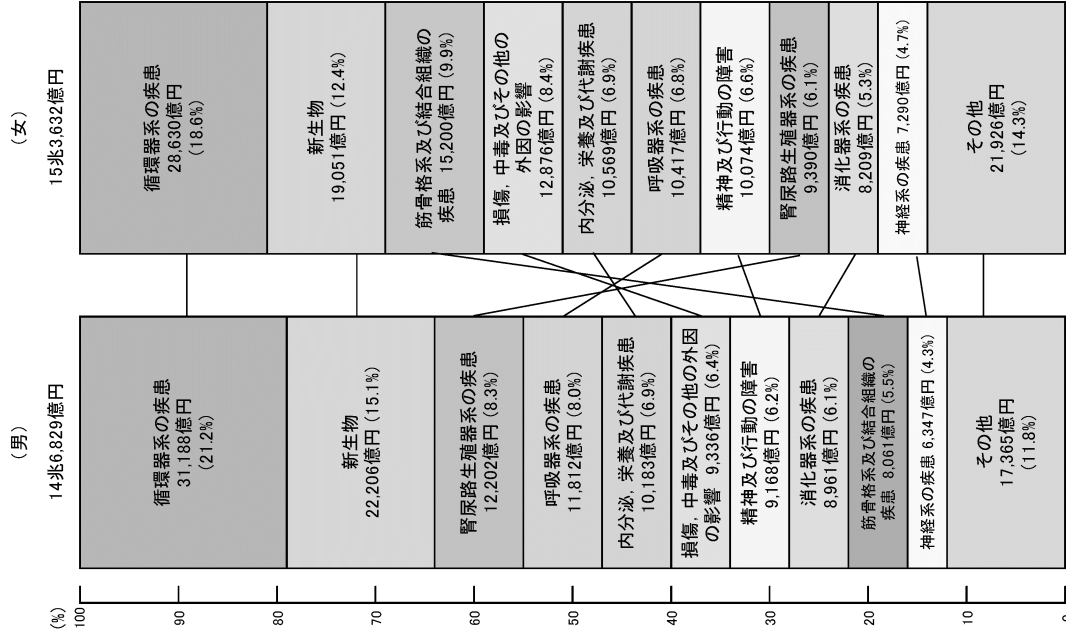 (%)
100
90
80
70
60
50
40
30
20
10
0
(男)
14兆6,829億円
循環器系の疾患
31,188億円
(21.2%)
新生物
22,206億円 (15.1%)
腎尿路生殖器系の疾患
12,202億円 (8.3%)
呼吸器系の疾患
11,812億円 (8.0%)
内分泌，栄養及び代謝疾患
10,183億円 (6.9%)
損傷，中毒及びその他の外因
の影響 9,336億円 (6.4%)
精神及び行動の障害
9,168億円 (6.2%)
消化器系の疾患
8,961億円 (6.1%)
筋骨格系及び結合組織の
疾患 8,061億円 (5.5%)
神経系の疾患 6,347億円 (4.3%)
その他
17,365億円
(11.8%)
(女)
15兆3,632億円
循環器系の疾患
28,630億円
(18.6%)
新生物
19,051億円 (12.4%)
筋骨格系及び結合組織の
疾患 15,200億円 (9.9%)
損傷，中毒及びその他の
外因の影響
12,876億円 (8.4%)
内分泌，栄養及び代謝疾患
10,569億円 (6.9%)
呼吸器系の疾患
10,417億円 (6.8%)
精神及び行動の障害
10,074億円 (6.6%)
腎尿路生殖器系の疾患
9,390億円 (6.1%)
消化器系の疾患
8,209億円 (5.3%)
神経系の疾患 7,290億円 (4.7%)
その他
21,926億円
(14.3%)